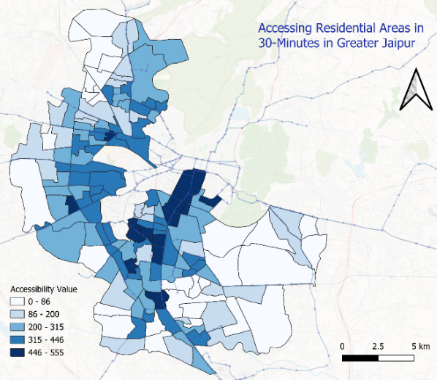 Accessing Residential Areas in
30-Minutes in Greater Jaipur
Accessibility Value
0 - 86
86 - 200
200 - 315
315 - 446
446 - 555
0 2.5 5 km